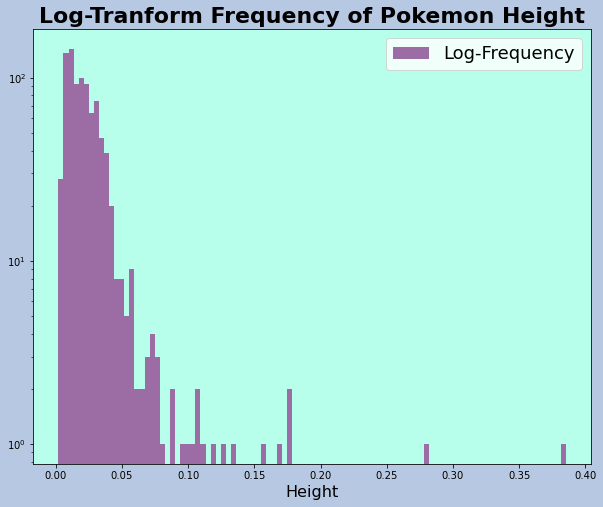 Log-Tranform Frequency of Pokemon Height
Log-Frequency
10²
10¹
10⁰
0.00 0.05 0.10 0.15 0.20 0.25 0.30 0.35 0.40
Height